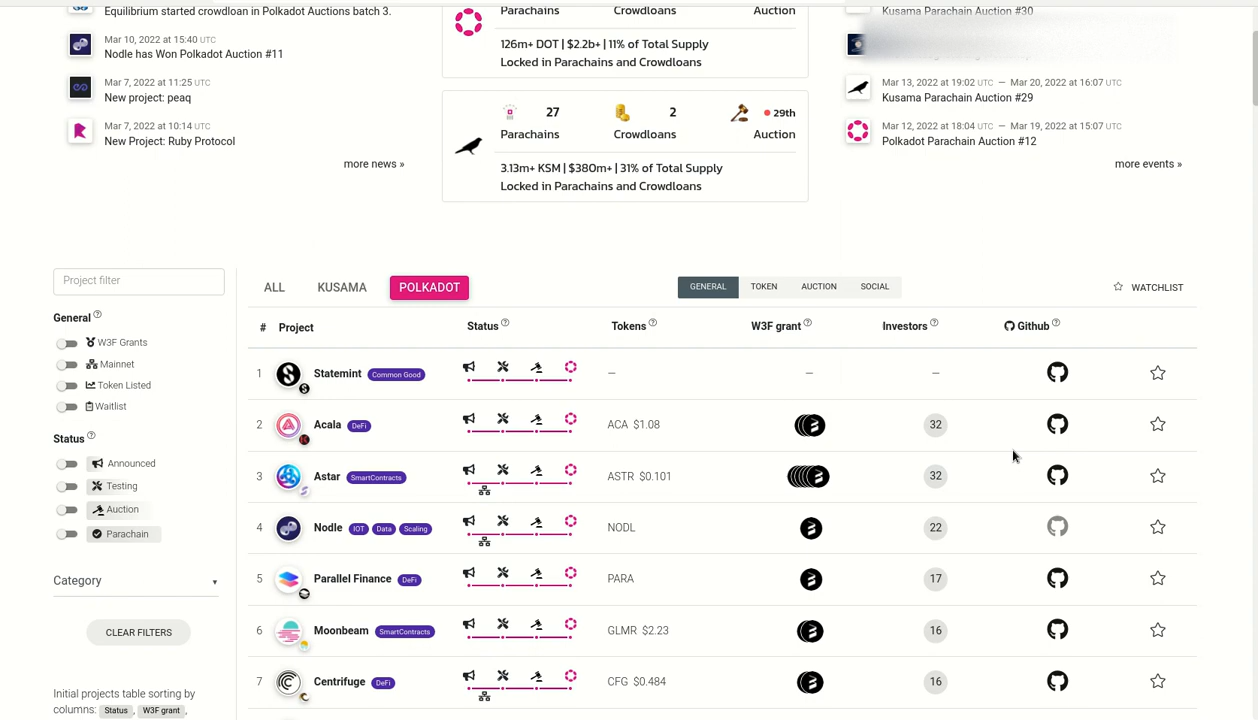 Equilibrium started crowdloan in Polkadot Auctions batch 3.
Mar 10, 2022 at 15:40 UTC
Nodle has Won Polkadot Auction #11
Mar 7, 2022 at 11:25 UTC
New project: peaq
Mar 7, 2022 at 10:14 UTC
New Project: Ruby Protocol
more news »
Parachains Crowdloans Auction
126m+ DOT | $2.2b+ | 11% of Total Supply
Locked in Parachains and Crowdloans
27 2 29th
Parachains Crowdloans Auction
3.13m+ KSM | $380m+ | 31% of Total Supply
Locked in Parachains and Crowdloans
Kusama Parachain Auction #30
Mar 13, 2022 at 19:02 UTC — Mar 20, 2022 at 16:07 UTC
Kusama Parachain Auction #29
Mar 12, 2022 at 18:04 UTC — Mar 19, 2022 at 15:07 UTC
Polkadot Parachain Auction #12
more events »
Project filter
General ?
W3F Grants
Mainnet
Token Listed
Waitlist
Status ?
Announced
Testing
Auction
Parachain
Category
CLEAR FILTERS
Initial projects table sorting by
columns: Status, W3F grant,
ALL KUSAMA POLKADOT GENERAL TOKEN AUCTION SOCIAL WATCHLIST
# Project Status ? Tokens ? W3F grant ? Investors ? Github ?
1 Statemint Common Good – – –
2 Acala DeFi ACA $1.08 32
3 Astar SmartContracts ASTR $0.101 32
4 Nodle IOT Data Scaling NODL 22
5 Parallel Finance DeFi PARA 17
6 Moonbeam SmartContracts GLMR $2.23 16
7 Centrifuge DeFi CFG $0.484 16